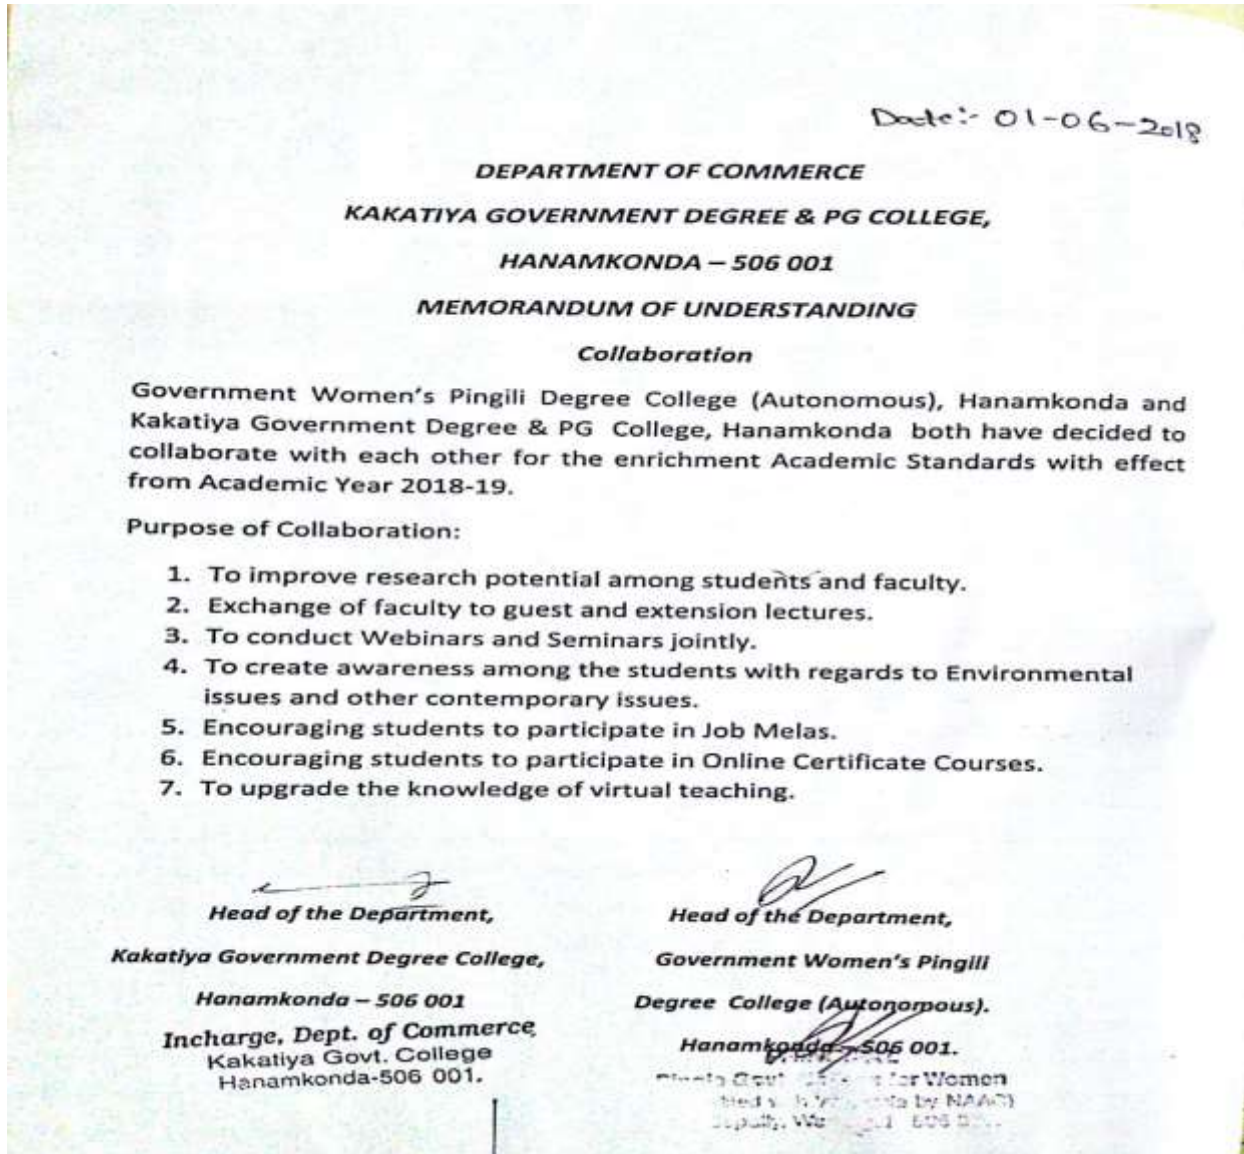 Date:- 01-06-2018
DEPARTMENT OF COMMERCE
KAKATIYA GOVERNMENT DEGREE & PG COLLEGE,
HANAMKONDA – 506 001
MEMORANDUM OF UNDERSTANDING
Collaboration
Government Women's Pingili Degree College (Autonomous), Hanamkonda and
Kakatiya Government Degree & PG College, Hanamkonda both have decided to
collaborate with each other for the enrichment Academic Standards with effect
from Academic Year 2018-19.
Purpose of Collaboration:
1. To improve research potential among students and faculty.
2. Exchange of faculty to guest and extension lectures.
3. To conduct Webinars and Seminars jointly.
4. To create awareness among the students with regards to Environmental
issues and other contemporary issues.
5. Encouraging students to participate in Job Melas.
6. Encouraging students to participate in Online Certificate Courses.
7. To upgrade the knowledge of virtual teaching.
Head of the Department,
Kakatiya Government Degree College,
Hanamkonda – 506 001
Incharge, Dept. of Commerce
Kakatiya Govt. College
Hanamkonda-506 001.
Head of the Department,
Government Women's Pingili
Degree College (Autonomous).
Hanamkonda – 506 001.
Govt. for Women
by NAAC)
506